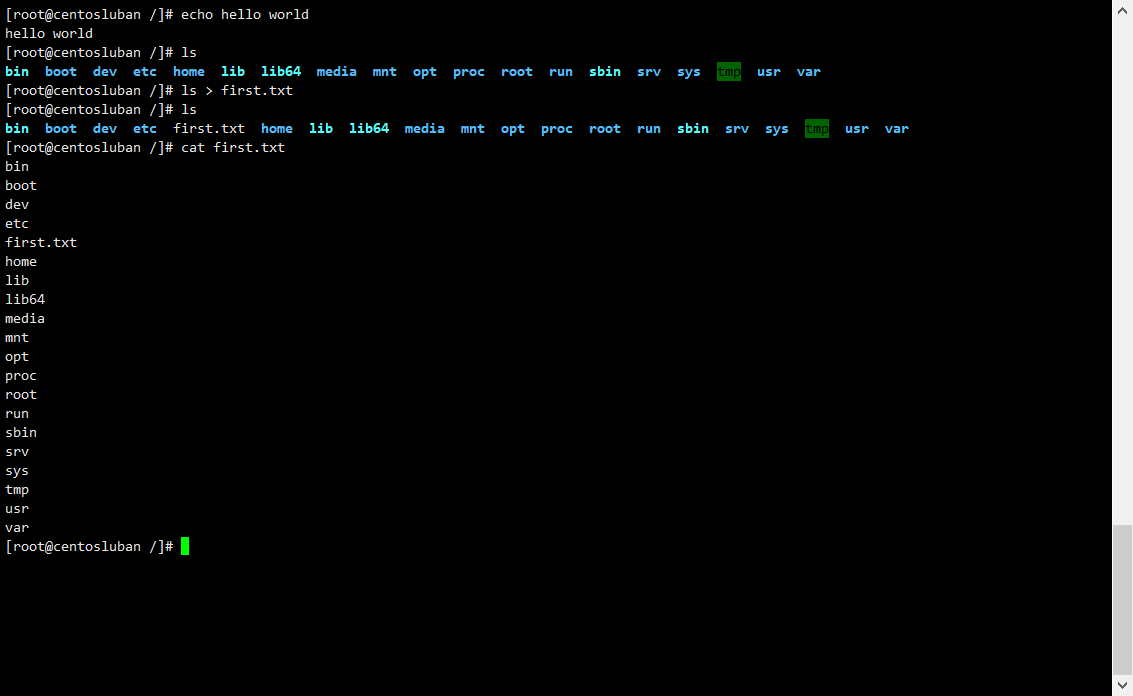 [root@centosluban /]# echo hello world
hello world
[root@centosluban /]# ls
bin  boot  dev  etc  home  lib  lib64  media  mnt  opt  proc  root  run  sbin  srv  sys  tmp  usr  var
[root@centosluban /]# ls > first.txt
[root@centosluban /]# ls
bin  boot  dev  etc  first.txt  home  lib  lib64  media  mnt  opt  proc  root  run  sbin  srv  sys  tmp  usr  var
[root@centosluban /]# cat first.txt
bin
boot
dev
etc
first.txt
home
lib
lib64
media
mnt
opt
proc
root
run
sbin
srv
sys
tmp
usr
var
[root@centosluban /]#